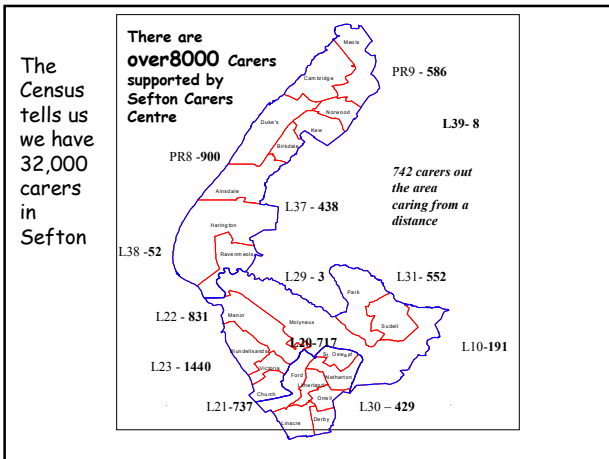 The
Census
tells us
we have
32,000
carers
in
Sefton
There are
over8000 Carers
supported by
Sefton Carers
Centre
Meols
Cambridge
PR9 - 586
Norwood
L39- 8
Duke's
Kew
Birkdale
PR8 -900
742 carers out
the area
caring from a
distance
Ainsdale
L37 - 438
Harington
L38 -52
Ravenmeols
L29 - 3
L31- 552
Park
L22 - 831
Manor
Molyneux
Sudell
L20-717
St. Oswald
L10-191
Blundellsands
L23 - 1440
Victoria
Ford
Netherton
Litherland
Church
Orrell
L21-737
L30 – 429
Derby
Linacre